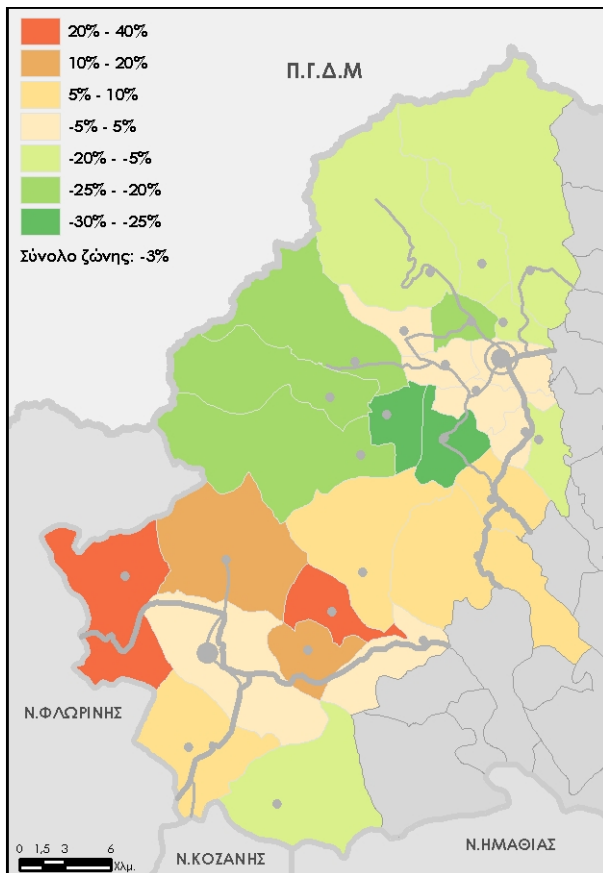 20% - 40%
10% - 20%
5% - 10%
-5% - 5%
-20% - -5%
-25% - -20%
-30% - -25%
Σύνολο ζώνης: -3%
Π.Γ.Δ.Μ
Ν.ΦΛΩΡΙΝΗΣ
Ν.ΚΟΖΑΝΗΣ
Ν.ΗΜΑΘΙΑΣ
0 1,5 3 6
Χλμ.